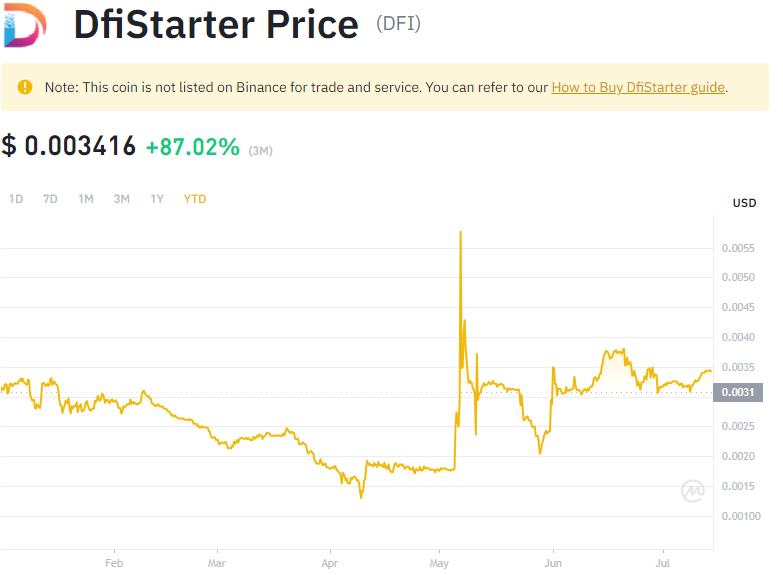 DfiStarter Price (DFI)
Note: This coin is not listed on Binance for trade and service. You can refer to our How to Buy DfiStarter guide.
$ 0.003416 +87.02% (3M)
1D 7D 1M 3M 1Y YTD
USD
0.0055
0.0050
0.0045
0.0040
0.0035
0.0031
0.0025
0.0020
0.0015
0.00100
Feb Mar Apr May Jun Jul